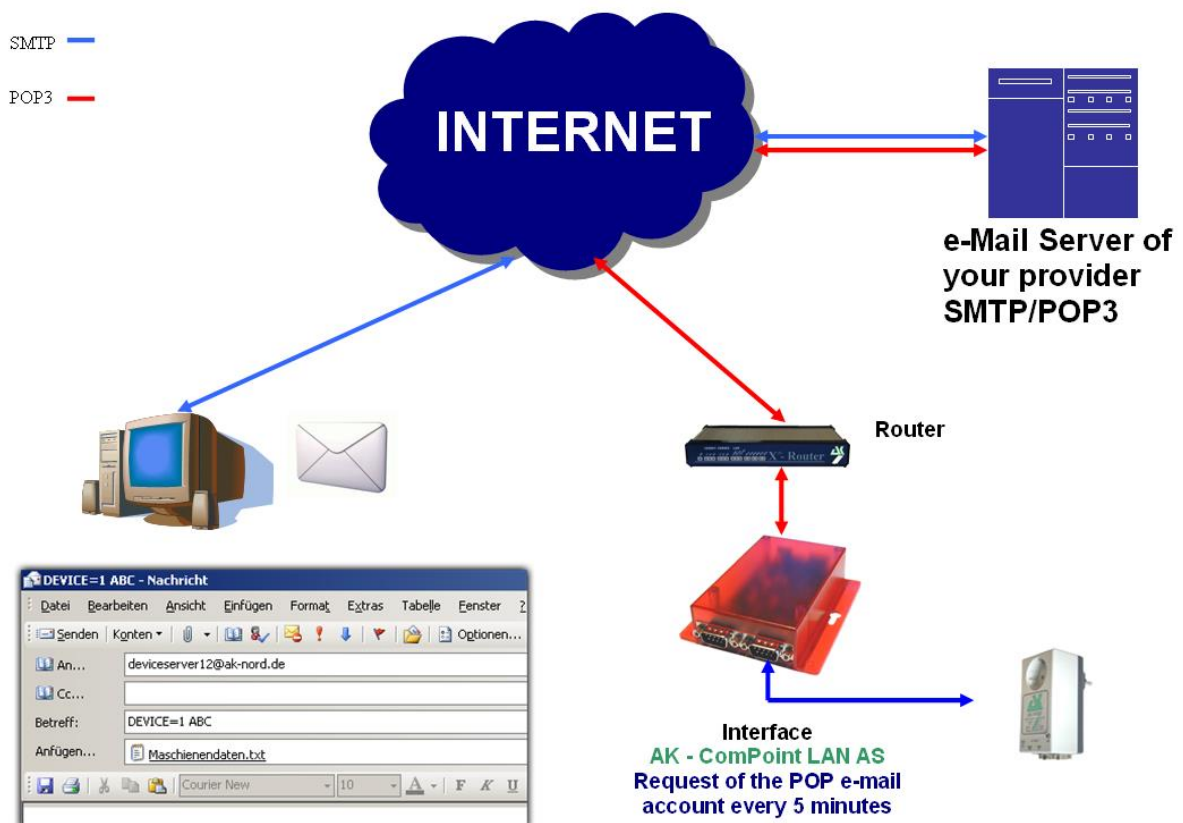 SMTP
POP3
INTERNET
e-Mail Server of
your provider
SMTP/POP3
Router
X - Router
DEVICE=1 ABC - Nachricht
Datei Bearbeiten Ansicht Einfügen Format Extras Tabelle Fenster ?
Senden Konten Optionen...
An... deviceserver12@ak-nord.de
Cc...
Betreff: DEVICE=1 ABC
Anfügen... Maschienendaten.txt
Courier New 10 A F K U
Interface
AK - ComPoint LAN AS
Request of the POP e-mail
account every 5 minutes